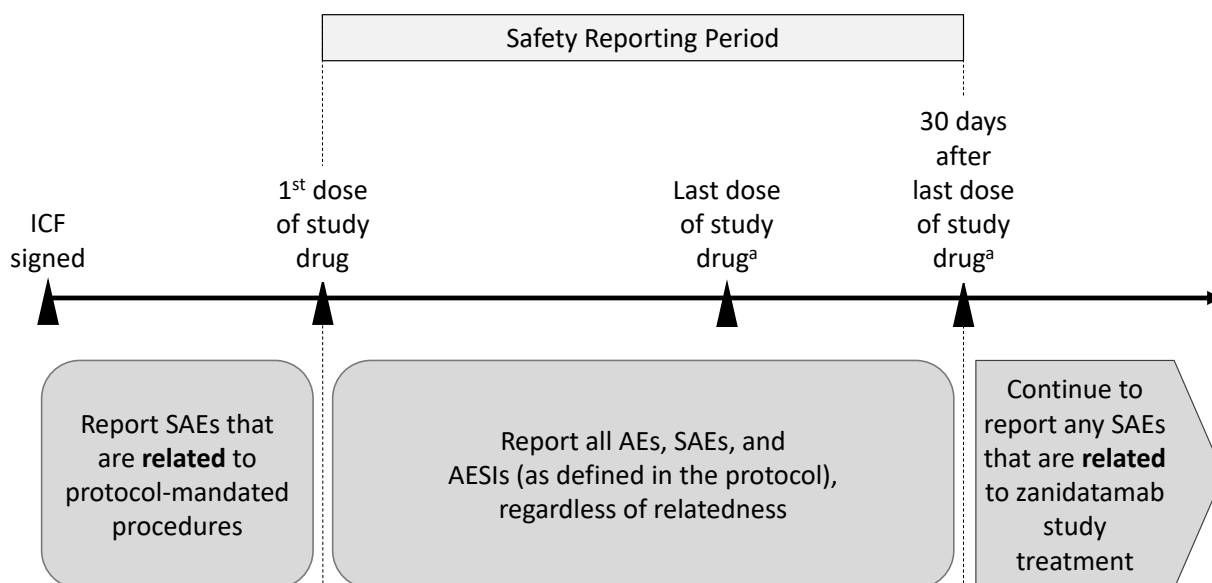 Safety Reporting Period
ICF
signed
1st dose
of study
drug
Last dose
of study
druga
30 days
after
last dose
of study
druga
Report SAEs that
are related to
protocol-mandated
procedures
Report all AEs, SAEs, and
AESIs (as defined in the protocol),
regardless of relatedness
Continue to
report any SAEs
that are related
to zanidatamab
study
treatment